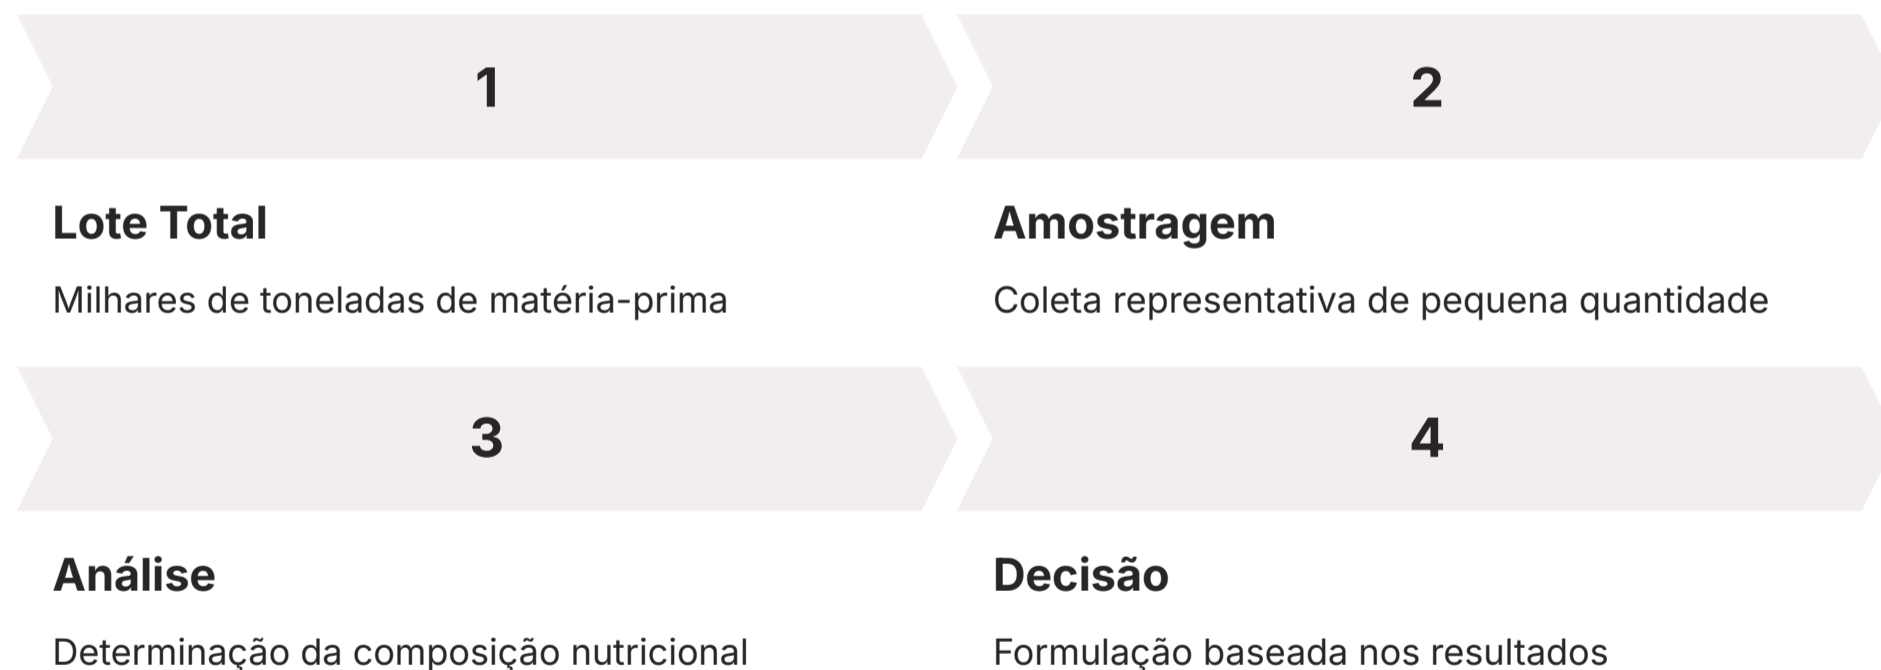 1
Lote Total
Milhares de toneladas de matéria-prima
2
Amostragem
Coleta representativa de pequena quantidade
3
Análise
Determinação da composição nutricional
4
Decisão
Formulação baseada nos resultados